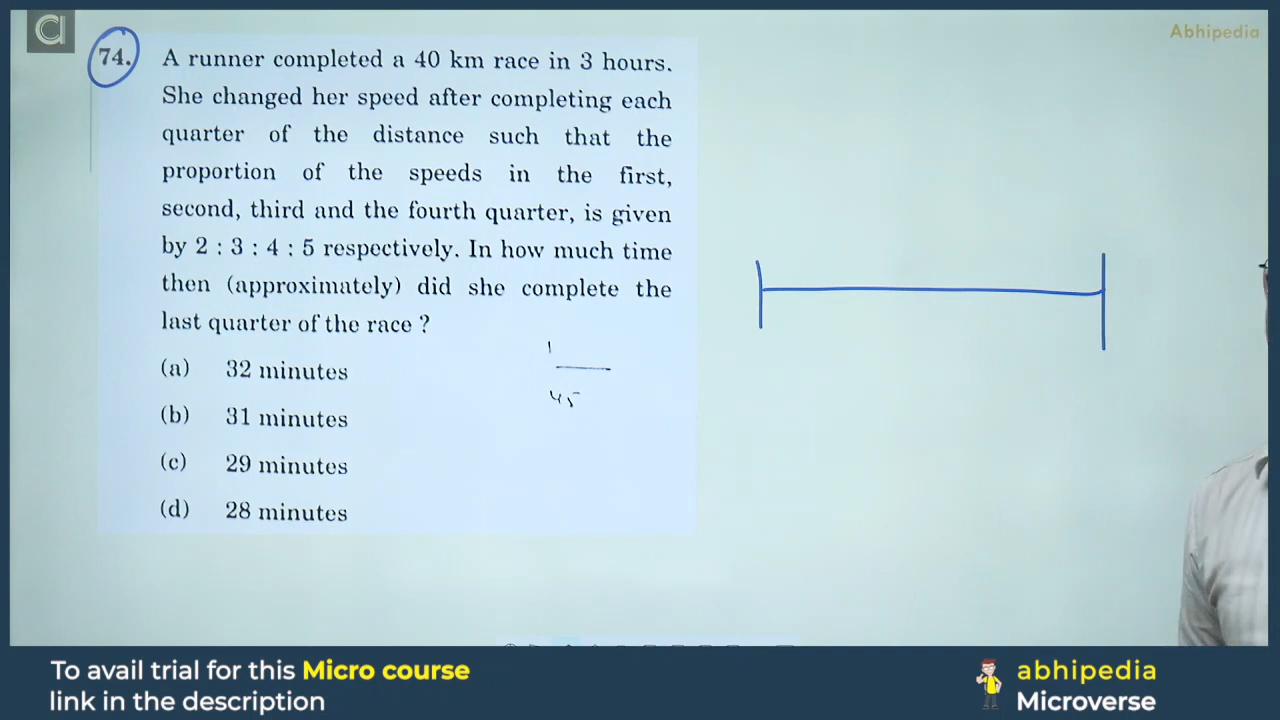 Abhipedia
74. A runner completed a 40 km race in 3 hours.
She changed her speed after completing each
quarter of the distance such that the
proportion of the speeds in the first,
second, third and the fourth quarter, is given
by 2 : 3 : 4 : 5 respectively. In how much time
then (approximately) did she complete the
last quarter of the race ?
(a) 32 minutes
(b) 31 minutes
(c) 29 minutes
(d) 28 minutes
To avail trial for this Micro course
link in the description
abhipedia
Microverse